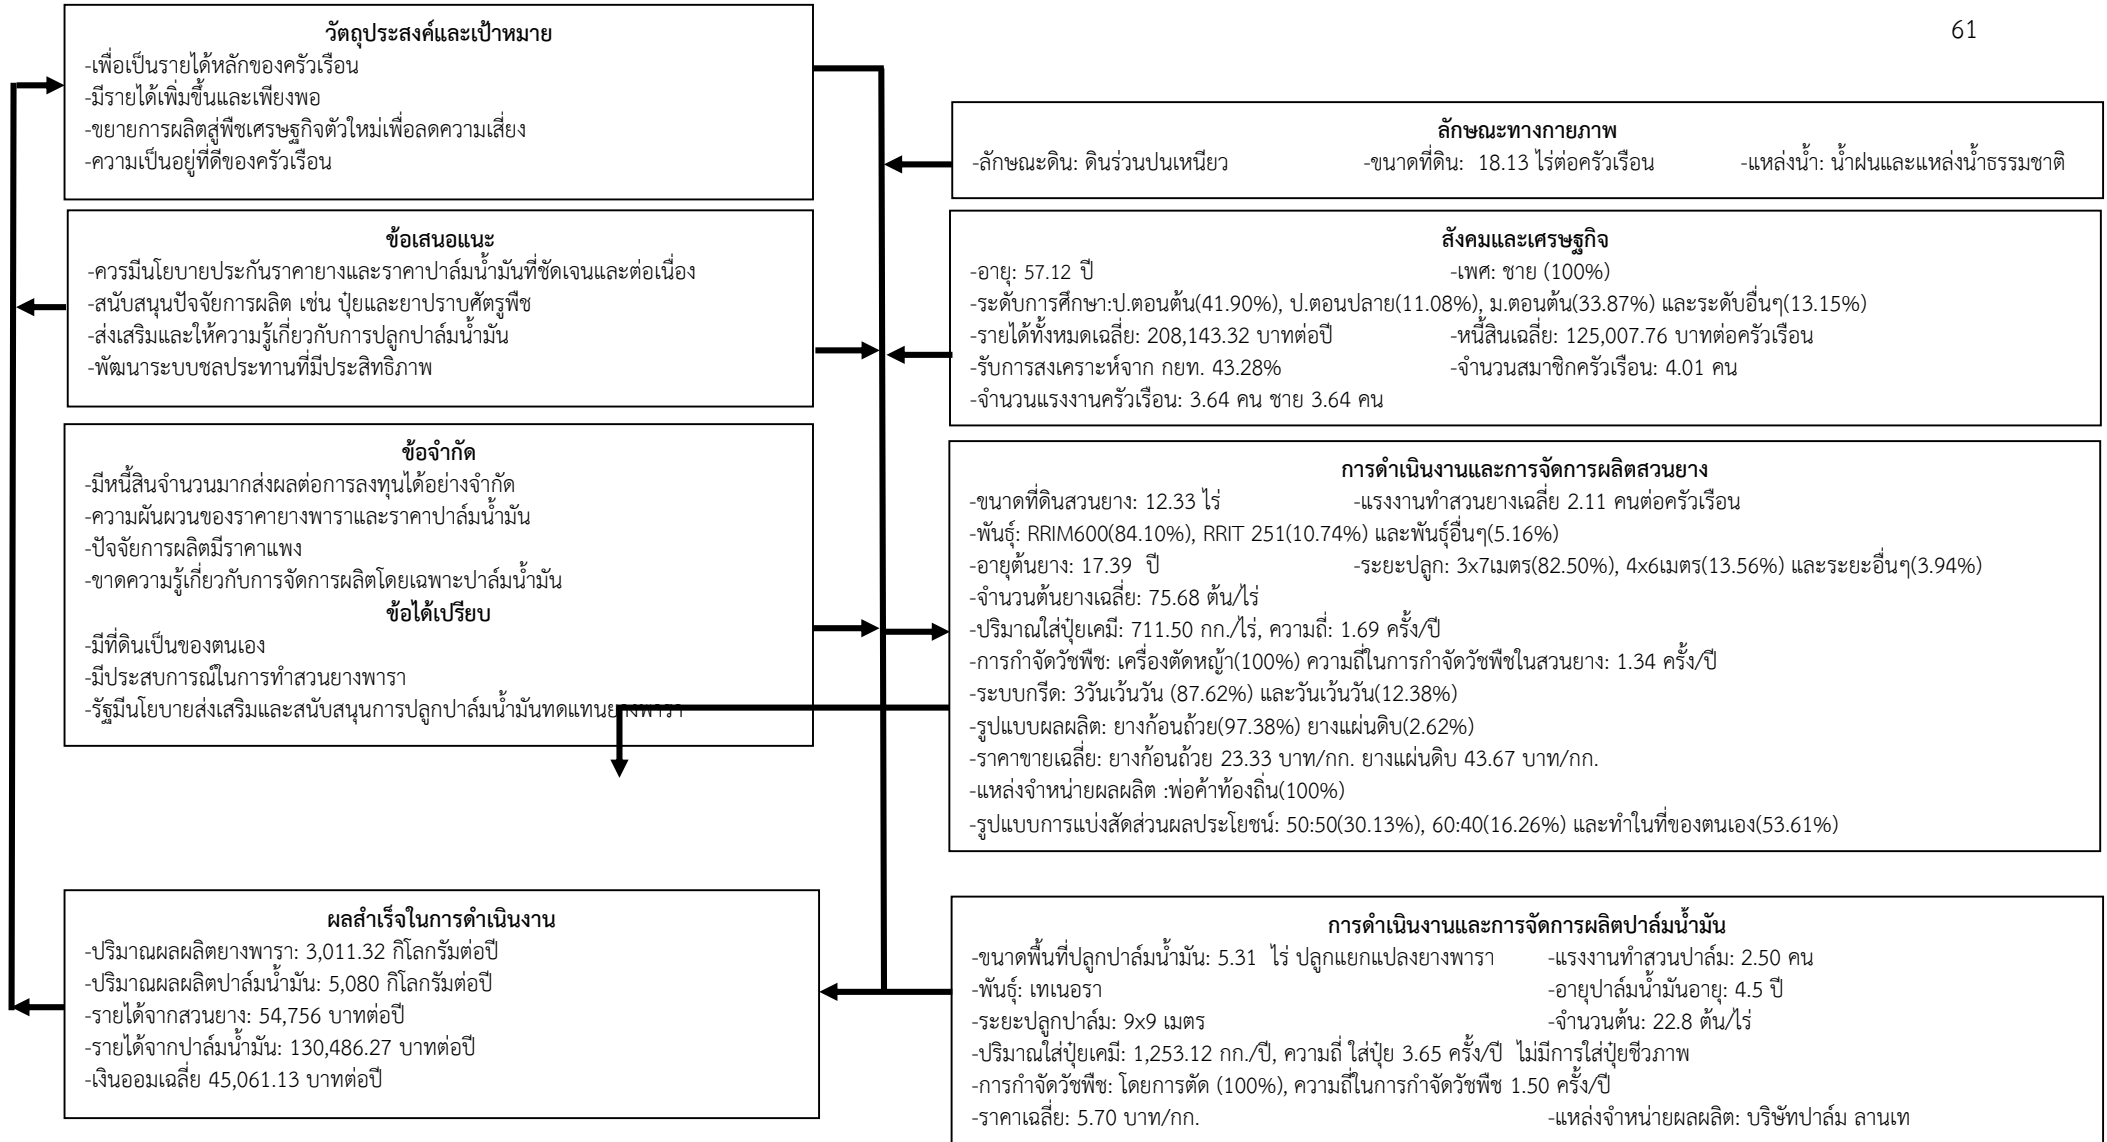 61
วัตถุประสงค์และเป้าหมาย
-เพื่อเป็นรายได้หลักของครัวเรือน
-มีรายได้เพิ่มขึ้นและเพียงพอ
-ขยายการผลิตสู่พืชเศรษฐกิจตัวใหม่เพื่อลดความเสี่ยง
-ความเป็นอยู่ที่ดีของครัวเรือน
ข้อเสนอแนะ
-ควรมีนโยบายประกันราคายางและราคาปาล์มน้ำมันที่ชัดเจนและต่อเนื่อง
-สนับสนุนปัจจัยการผลิต เช่น ปุ๋ยและยาปราบศัตรูพืช
-ส่งเสริมและให้ความรู้เกี่ยวกับการปลูกปาล์มน้ำมัน
-พัฒนาระบบชลประทานที่มีประสิทธิภาพ
ข้อจำกัด
-มีหนี้สินจำนวนมากส่งผลต่อการลงทุนได้อย่างจำกัด
-ความผันผวนของราคายางพาราและราคาปาล์มน้ำมัน
-ปัจจัยการผลิตมีราคาแพง
-ขาดความรู้เกี่ยวกับการจัดการผลิตโดยเฉพาะปาล์มน้ำมัน
ข้อได้เปรียบ
-มีที่ดินเป็นของตนเอง
-มีประสบการณ์ในการทำสวนยางพารา
-รัฐมีนโยบายส่งเสริมและสนับสนุนการปลูกปาล์มน้ำมันทดแทนยางพารา
ผลสำเร็จในการดำเนินงาน
-ปริมาณผลผลิตยางพารา: 3,011.32 กิโลกรัมต่อปี
-ปริมาณผลผลิตปาล์มน้ำมัน: 5,080 กิโลกรัมต่อปี
-รายได้จากสวนยาง: 54,756 บาทต่อปี
-รายได้จากปาล์มน้ำมัน: 130,486.27 บาทต่อปี
-เงินออมเฉลี่ย 45,061.13 บาทต่อปี
ลักษณะทางกายภาพ
-ลักษณะดิน: ดินร่วนปนเหนียว -ขนาดที่ดิน: 18.13 ไร่ต่อครัวเรือน -แหล่งน้ำ: น้ำฝนและแหล่งน้ำธรรมชาติ
สังคมและเศรษฐกิจ
-อายุ: 57.12 ปี -เพศ: ชาย (100%)
-ระดับการศึกษา:ป.ตอนต้น(41.90%), ป.ตอนปลาย(11.08%), ม.ตอนต้น(33.87%) และระดับอื่นๆ(13.15%)
-รายได้ทั้งหมดเฉลี่ย: 208,143.32 บาทต่อปี -หนี้สินเฉลี่ย: 125,007.76 บาทต่อครัวเรือน
-รับการสงเคราะห์จาก กยท. 43.28% -จำนวนสมาชิกครัวเรือน: 4.01 คน
-จำนวนแรงงานครัวเรือน: 3.64 คน ชาย 3.64 คน
การดำเนินงานและการจัดการผลิตสวนยาง
-ขนาดที่ดินสวนยาง: 12.33 ไร่ -แรงงานทำสวนยางเฉลี่ย 2.11 คนต่อครัวเรือน
-พันธุ์: RRIM600(84.10%), RRIT 251(10.74%) และพันธุ์อื่นๆ(5.16%)
-อายุต้นยาง: 17.39 ปี -ระยะปลูก: 3x7เมตร(82.50%), 4x6เมตร(13.56%) และระยะอื่นๆ(3.94%)
-จำนวนต้นยางเฉลี่ย: 75.68 ต้น/ไร่
-ปริมาณใส่ปุ๋ยเคมี: 711.50 กก./ไร่, ความถี่: 1.69 ครั้ง/ปี
-การกำจัดวัชพืช: เครื่องตัดหญ้า(100%) ความถี่ในการกำจัดวัชพืชในสวนยาง: 1.34 ครั้ง/ปี
-ระบบกรีด: 3วันเว้นวัน (87.62%) และวันเว้นวัน(12.38%)
-รูปแบบผลผลิต: ยางก้อนถ้วย(97.38%) ยางแผ่นดิบ(2.62%)
-ราคาขายเฉลี่ย: ยางก้อนถ้วย 23.33 บาท/กก. ยางแผ่นดิบ 43.67 บาท/กก.
-แหล่งจำหน่ายผลผลิต :พ่อค้าท้องถิ่น(100%)
-รูปแบบการแบ่งสัดส่วนผลประโยชน์: 50:50(30.13%), 60:40(16.26%) และทำในที่ของตนเอง(53.61%)
การดำเนินงานและการจัดการผลิตปาล์มน้ำมัน
-ขนาดพื้นที่ปลูกปาล์มน้ำมัน: 5.31 ไร่ ปลูกแยกแปลงยางพารา -แรงงานทำสวนปาล์ม: 2.50 คน
-พันธุ์: เทเนอรา -อายุปาล์มน้ำมันอายุ: 4.5 ปี
-ระยะปลูกปาล์ม: 9x9 เมตร -จำนวนต้น: 22.8 ต้น/ไร่
-ปริมาณใส่ปุ๋ยเคมี: 1,253.12 กก./ปี, ความถี่ ใส่ปุ๋ย 3.65 ครั้ง/ปี ไม่มีการใส่ปุ๋ยชีวภาพ
-การกำจัดวัชพืช: โดยการตัด (100%), ความถี่ในการกำจัดวัชพืช 1.50 ครั้ง/ปี
-ราคาเฉลี่ย: 5.70 บาท/กก. -แหล่งจำหน่ายผลผลิต: บริษัทปาล์ม ลานเท